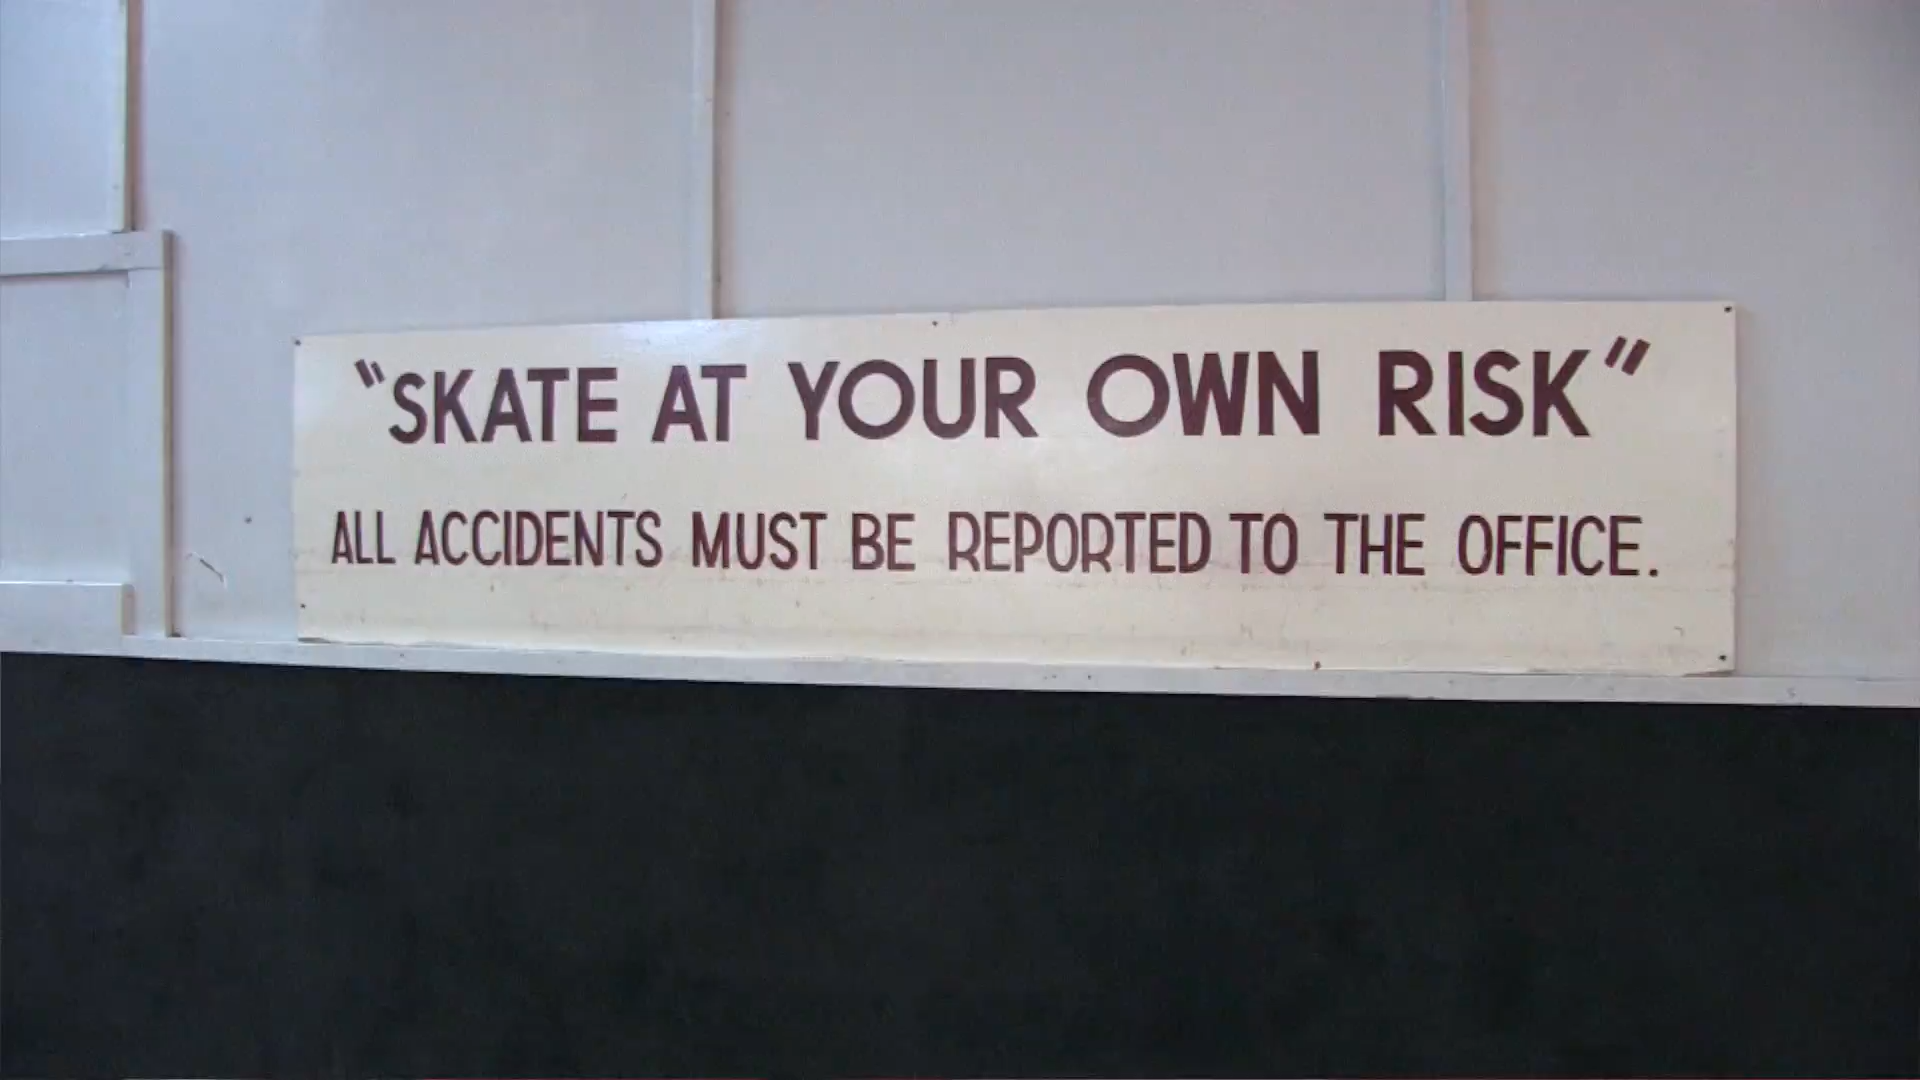 "SKATE AT YOUR OWN RISK"
ALL ACCIDENTS MUST BE REPORTED TO THE OFFICE.